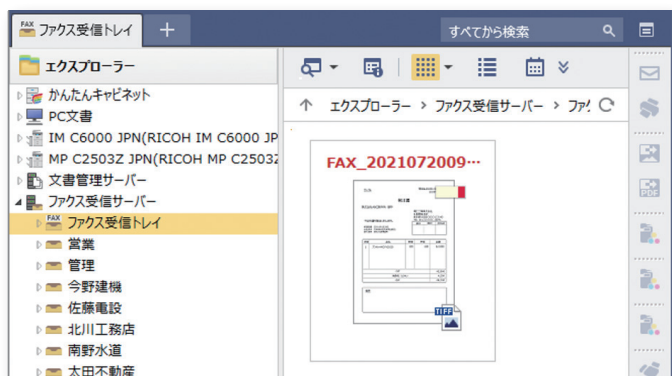 FAX ファクス受信トレイ
すべてから検索
エクスプローラー
かんたんキャビネット
PC文書
IM C6000 JPN(RICOH IM C6000 JP
MP C2503Z JPN(RICOH MP C2503Z
文書管理サーバー
ファクス受信サーバー
FAX ファクス受信トレイ
営業
管理
今野建機
佐藤電設
北川工務店
南野水道
太田不動産
エクスプローラー > ファクス受信サーバー > ファク
FAX_2021072009…
TIFF
PDF